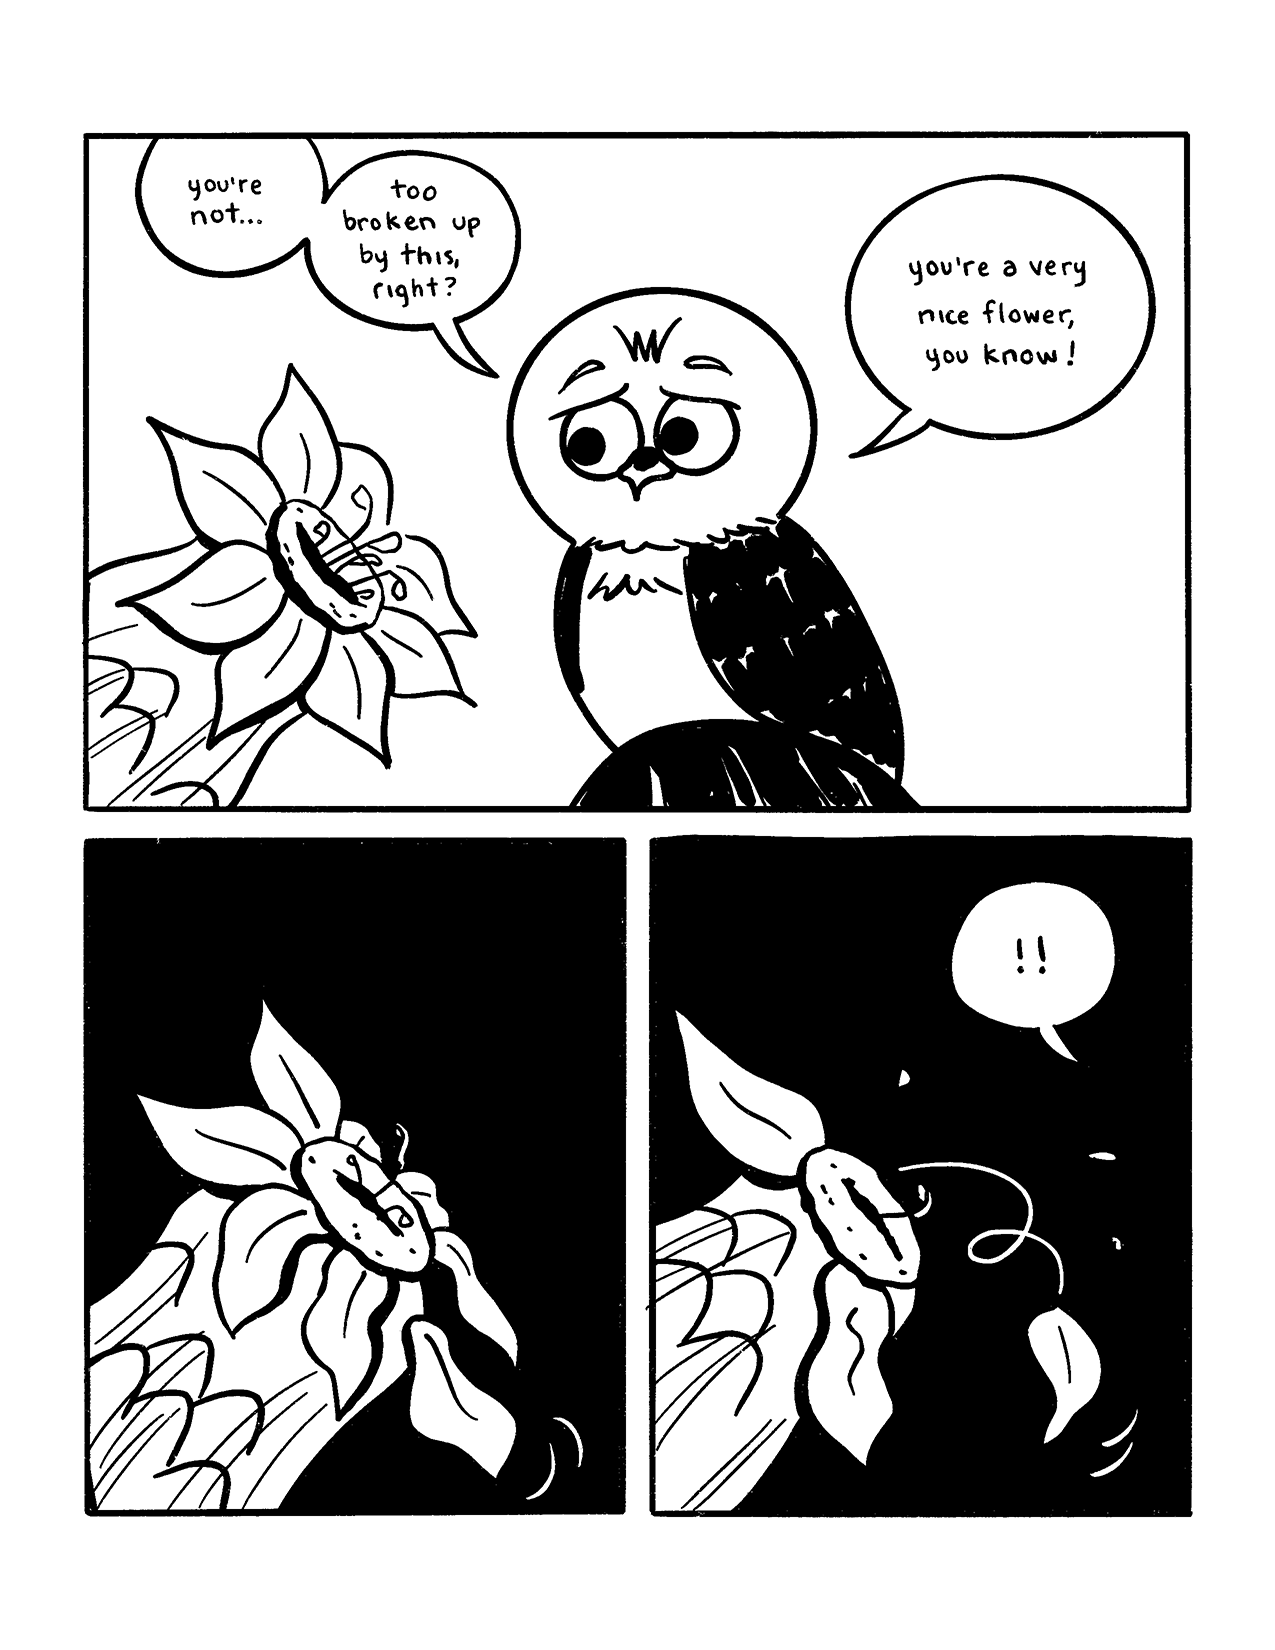 you're
not...
too
broken up
by this,
right?
you're a very
nice flower,
you know!
!!